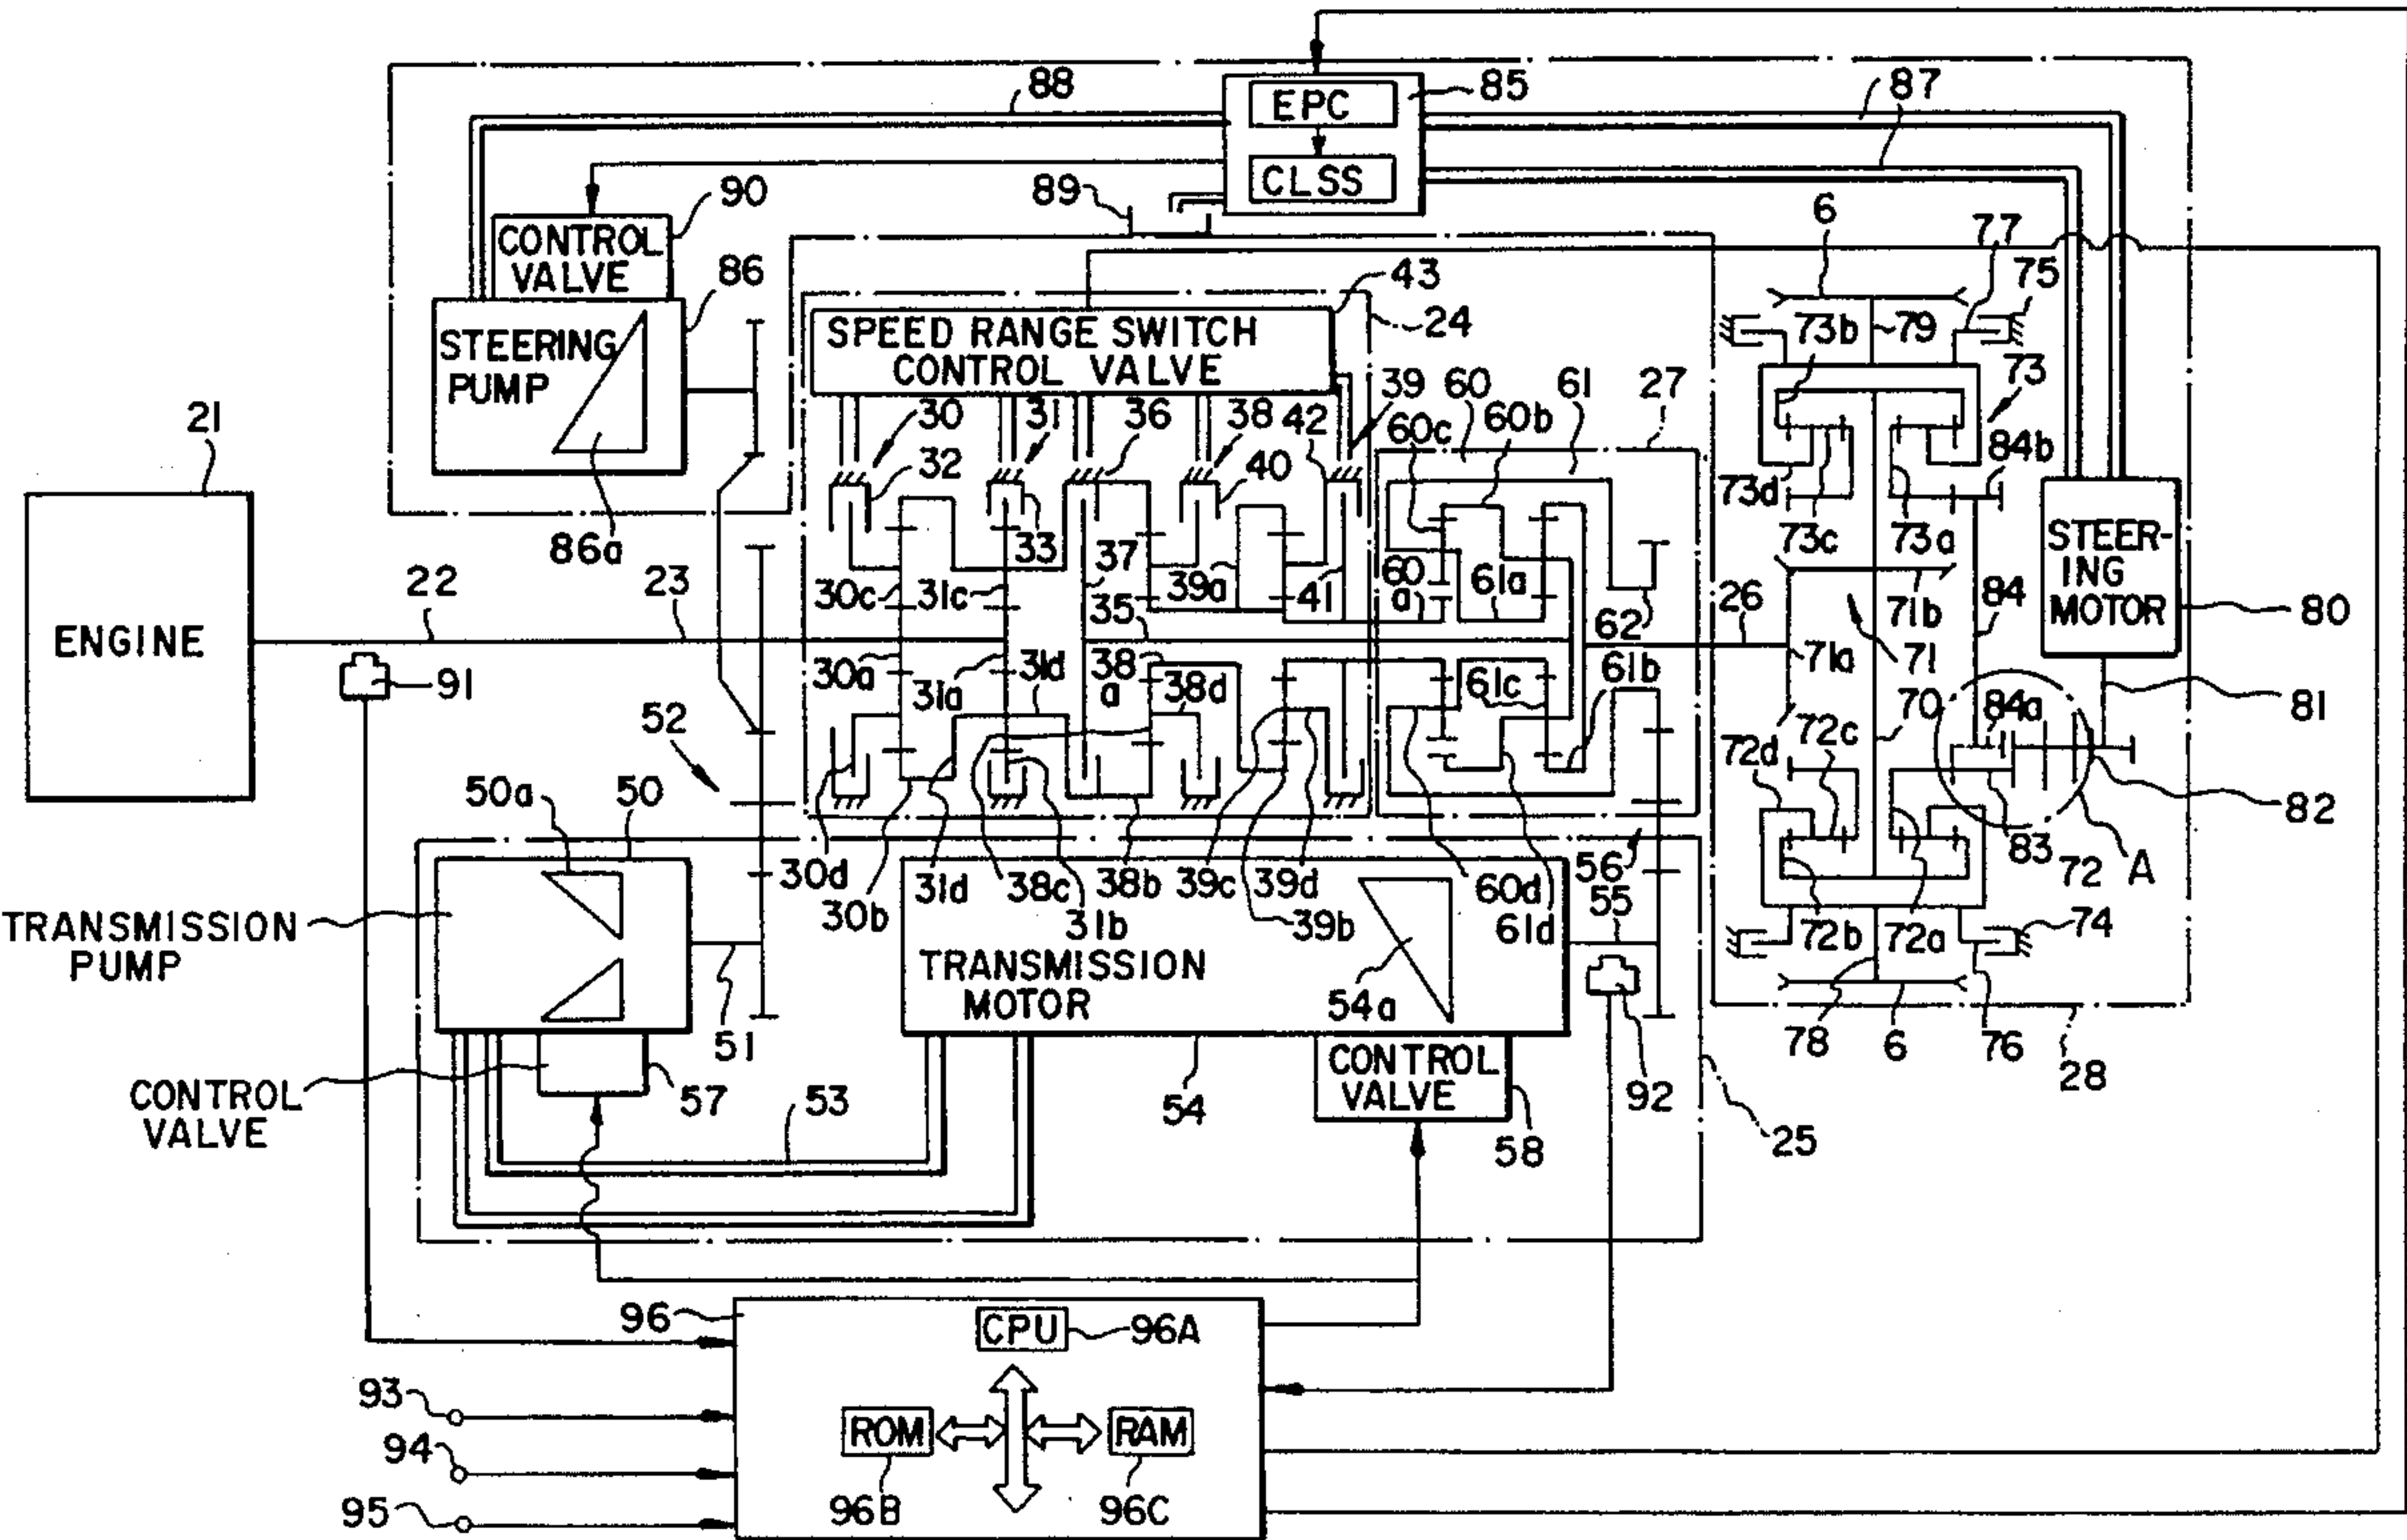 88
EPC
85
87
CLSS
90
CONTROL
VALVE
89
6
77
75
86
43
24
73b
79
SPEED RANGE SWITCH
CONTROL VALVE
STEERING
PUMP
73
21
30
31
36
38
42
39
60
61
27
60c
60b
84b
32
40
73d
86a
33
73c
73a
STEER-
ING
MOTOR
22
23
30c
31c
37
39a
60
a
61a
35
41
71b
84
26
80
ENGINE
62
91
30a
31a
31d
38
a
38d
61c
61b
71a
71
70
81
52
84a
72d
72c
50a
50
82
83
72
A
30d
31d
38c
38b
39c
39d
60d
56
30b
31b
39b
61d
55
TRANSMISSION
PUMP
72b
72a
74
TRANSMISSION
MOTOR
54a
51
78
6
76
28
CONTROL
VALVE
57
53
54
CONTROL
VALVE
92
58
25
96
CPU
96A
93
94
ROM
RAM
95
96B
96C